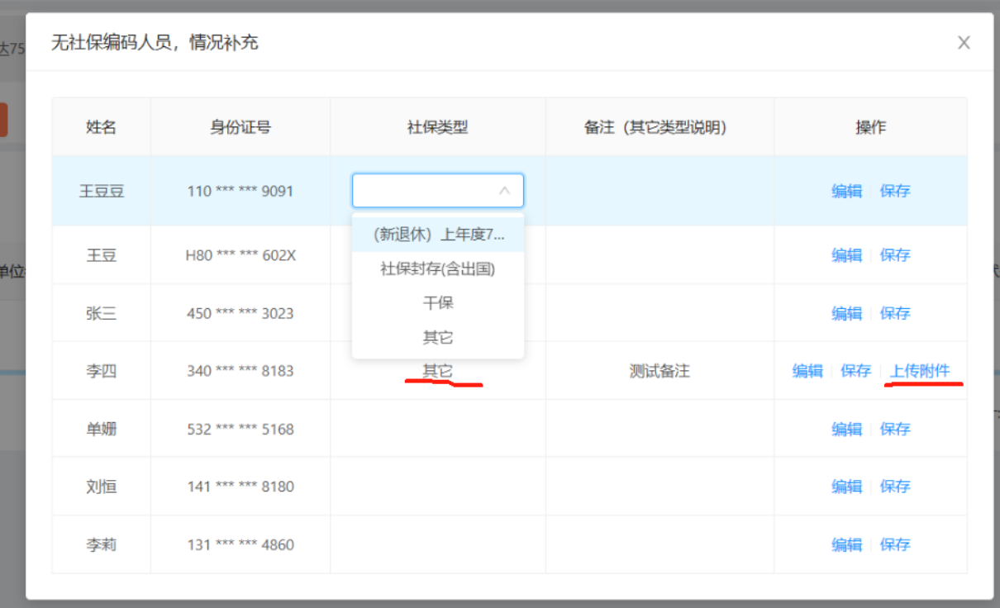 达75
无社保编码人员，情况补充
姓名 身份证号 社保类型 备注（其它类型说明） 操作
王豆豆 110 *** *** 9091 编辑 保存
（新退休）上年度7...
王豆 H80 *** *** 602X 编辑 保存
单位
社保封存(含出国)
干保
张三 450 *** *** 3023 编辑 保存
其它
李四 340 *** *** 8183 其它 测试备注 编辑 保存 上传附件
单姗 532 *** *** 5168 编辑 保存
刘恒 141 *** *** 8180 编辑 保存
李莉 131 *** *** 4860 编辑 保存